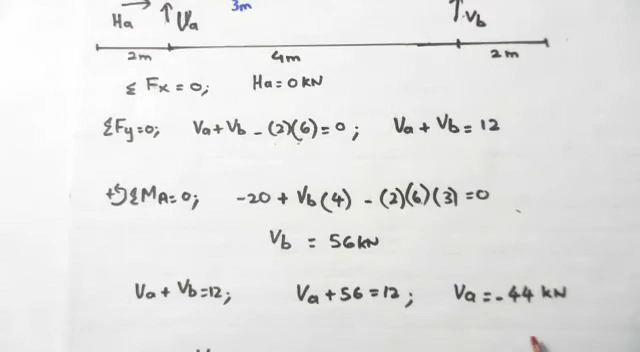 3m
Ha Va Vb
2m 4m 2m
Σ Fx = 0; Ha = 0 kN
ΣFy=0; Va + Vb - (2)(6) = 0; Va + Vb = 12
+↺ΣMA=0; -20 + Vb (4) - (2)(6)(3) = 0
Vb = 56kN
Va + Vb = 12; Va + 56 = 12; Va = - 44 kN